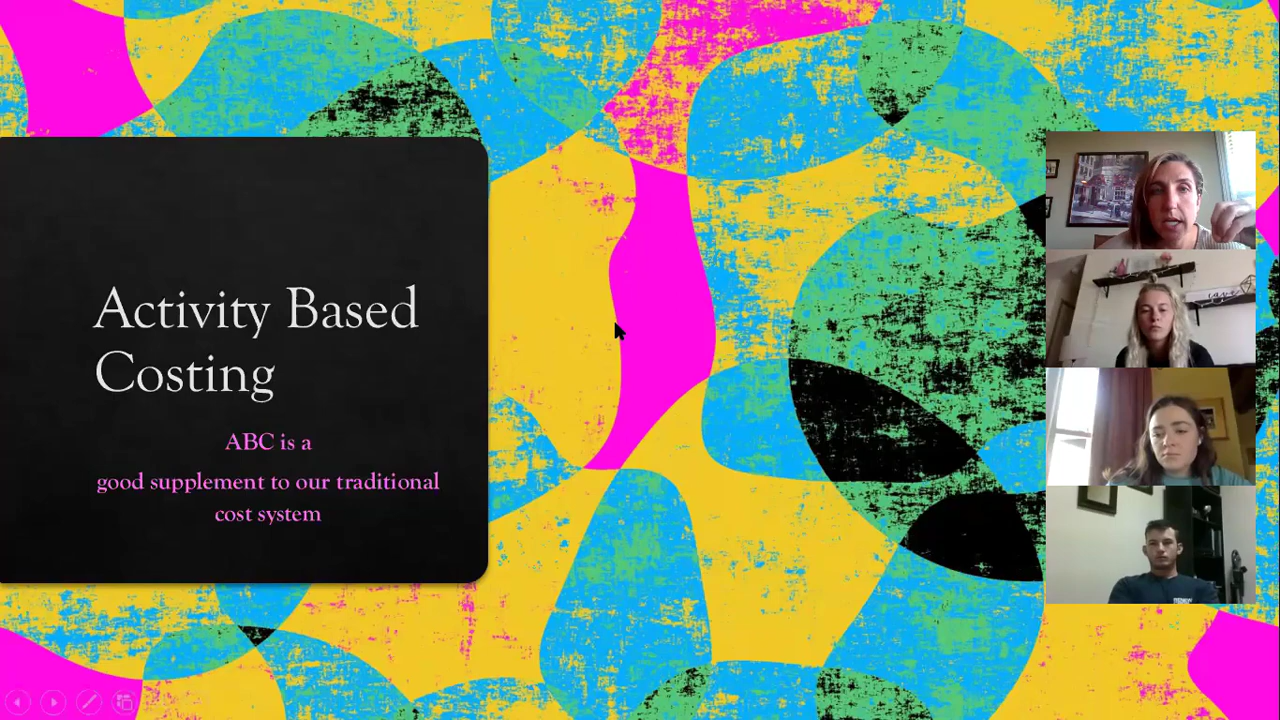 Activity Based
Costing
ABC is a
good supplement to our traditional
cost system